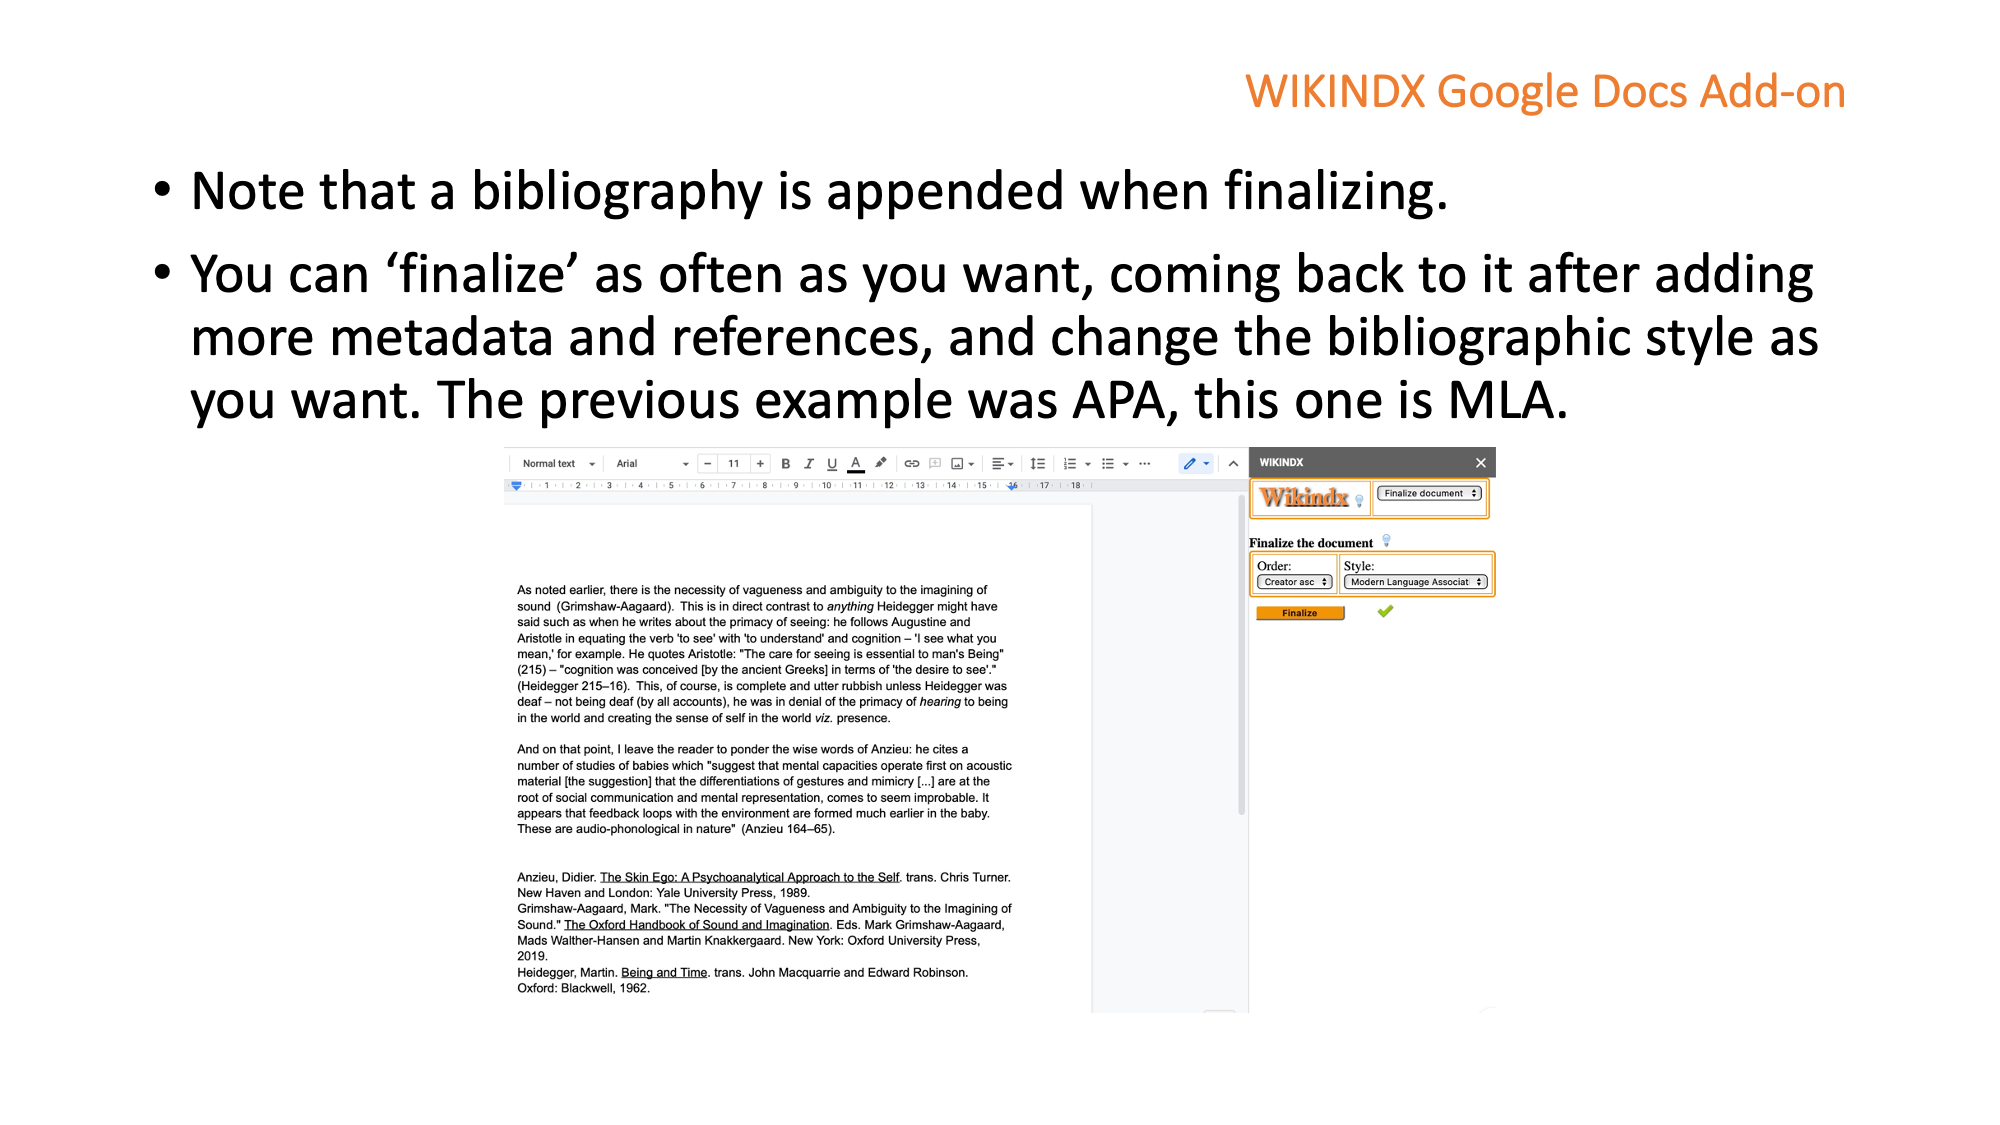 WIKINDX Google Docs Add-on
• Note that a bibliography is appended when finalizing.
• You can ‘finalize’ as often as you want, coming back to it after adding
more metadata and references, and change the bibliographic style as
you want. The previous example was APA, this one is MLA.
Normal text Arial − 11 + B I U A
1 2 3 4 5 6 7 8 9 10 11 12 13 14 15 16 17 18
As noted earlier, there is the necessity of vagueness and ambiguity to the imagining of
sound (Grimshaw-Aagaard). This is in direct contrast to anything Heidegger might have
said such as when he writes about the primacy of seeing: he follows Augustine and
Aristotle in equating the verb 'to see' with 'to understand' and cognition – 'I see what you
mean,' for example. He quotes Aristotle: "The care for seeing is essential to man's Being"
(215) – "cognition was conceived [by the ancient Greeks] in terms of 'the desire to see'."
(Heidegger 215–16). This, of course, is complete and utter rubbish unless Heidegger was
deaf – not being deaf (by all accounts), he was in denial of the primacy of hearing to being
in the world and creating the sense of self in the world viz. presence.
And on that point, I leave the reader to ponder the wise words of Anzieu: he cites a
number of studies of babies which "suggest that mental capacities operate first on acoustic
material [the suggestion] that the differentiations of gestures and mimicry [...] are at the
root of social communication and mental representation, comes to seem improbable. It
appears that feedback loops with the environment are formed much earlier in the baby.
These are audio-phonological in nature" (Anzieu 164–65).
Anzieu, Didier. The Skin Ego: A Psychoanalytical Approach to the Self. trans. Chris Turner.
New Haven and London: Yale University Press, 1989.
Grimshaw-Aagaard, Mark. "The Necessity of Vagueness and Ambiguity to the Imagining of
Sound." The Oxford Handbook of Sound and Imagination. Eds. Mark Grimshaw-Aagaard,
Mads Walther-Hansen and Martin Knakkergaard. New York: Oxford University Press,
2019.
Heidegger, Martin. Being and Time. trans. John Macquarrie and Edward Robinson.
Oxford: Blackwell, 1962.
WIKINDX
Wikindx Finalize document
Finalize the document
Order: Style:
Creator asc Modern Language Associat
Finalize